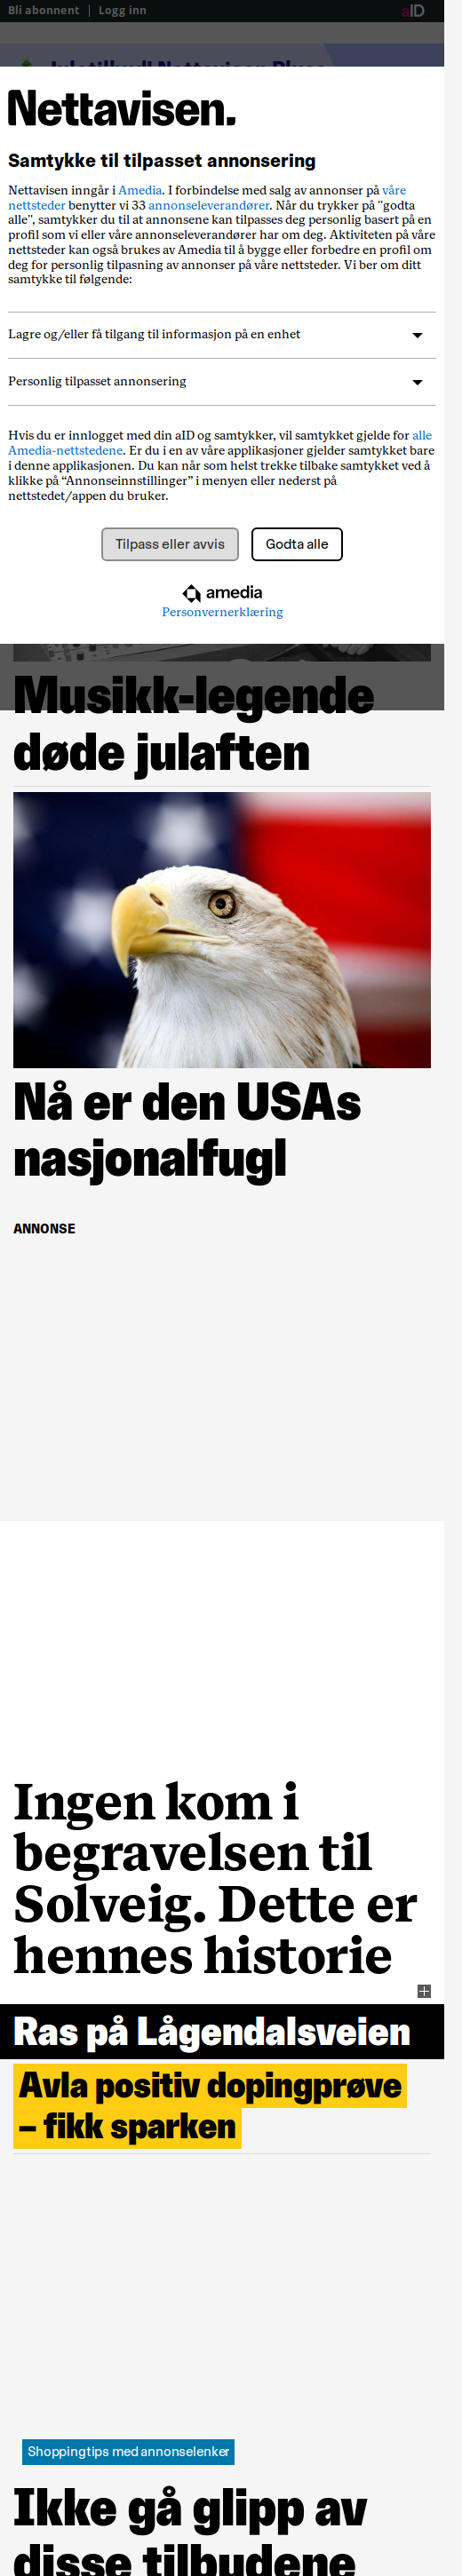 Bli abonnent | Logg inn
aID
Nettavisen.
Samtykke til tilpasset annonsering
Nettavisen inngår i Amedia. I forbindelse med salg av annonser på våre
nettsteder benytter vi 33 annonseleverandører. Når du trykker på "godta
alle", samtykker du til at annonsene kan tilpasses deg personlig basert på en
profil som vi eller våre annonseleverandører har om deg. Aktiviteten på våre
nettsteder kan også brukes av Amedia til å bygge eller forbedre en profil om
deg for personlig tilpasning av annonser på våre nettsteder. Vi ber om ditt
samtykke til følgende:
Lagre og/eller få tilgang til informasjon på en enhet
Personlig tilpasset annonsering
Hvis du er innlogget med din aID og samtykker, vil samtykket gjelde for alle
Amedia-nettstedene. Er du i en av våre applikasjoner gjelder samtykket bare
i denne applikasjonen. Du kan når som helst trekke tilbake samtykket ved å
klikke på “Annonseinnstillinger” i menyen eller nederst på
nettstedet/appen du bruker.
Tilpass eller avvis
Godta alle
amedia
Personvernerklæring
Musikk-legende
døde julaften
Nå er den USAs
nasjonalfugl
ANNONSE
Ingen kom i
begravelsen til
Solveig. Dette er
hennes historie
Ras på Lågendalsveien
Avla positiv dopingprøve
– fikk sparken
Shoppingtips med annonselenker
Ikke gå glipp av
disse tilbudene